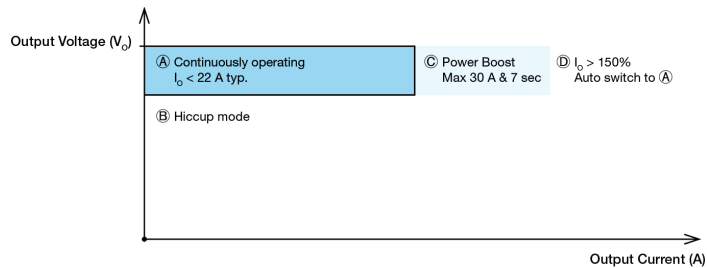 Output Voltage (Vₒ)
Ⓐ Continuously operating
Iₒ < 22 A typ.
Ⓒ Power Boost
Max 30 A & 7 sec
Ⓓ Iₒ > 150%
Auto switch to Ⓐ
Ⓑ Hiccup mode
Output Current (A)